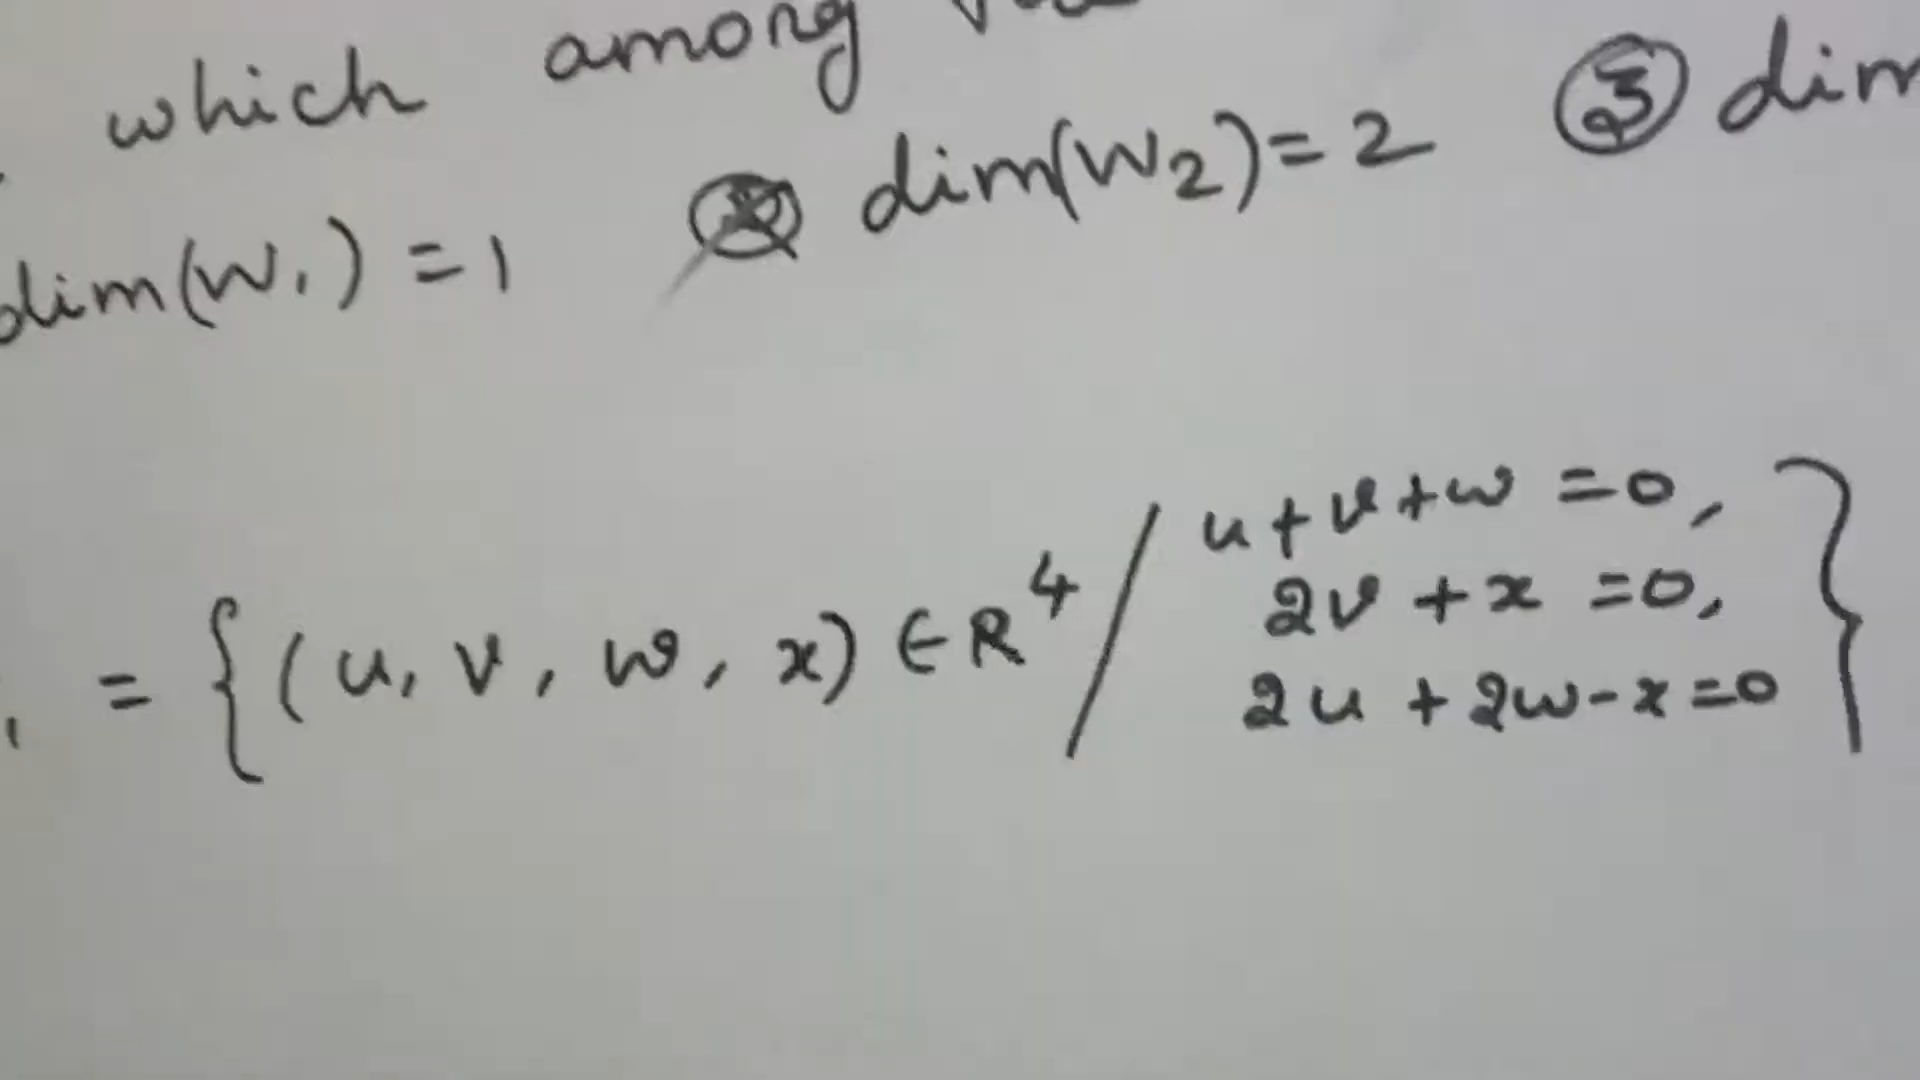 which among
dim(W₁) = 1 dim(W₂) = 2 ③ dim
= { (u, v, w, x) ∈ R⁴ / u + v + w = 0,
2v + x = 0,
2u + 2w - x = 0 }